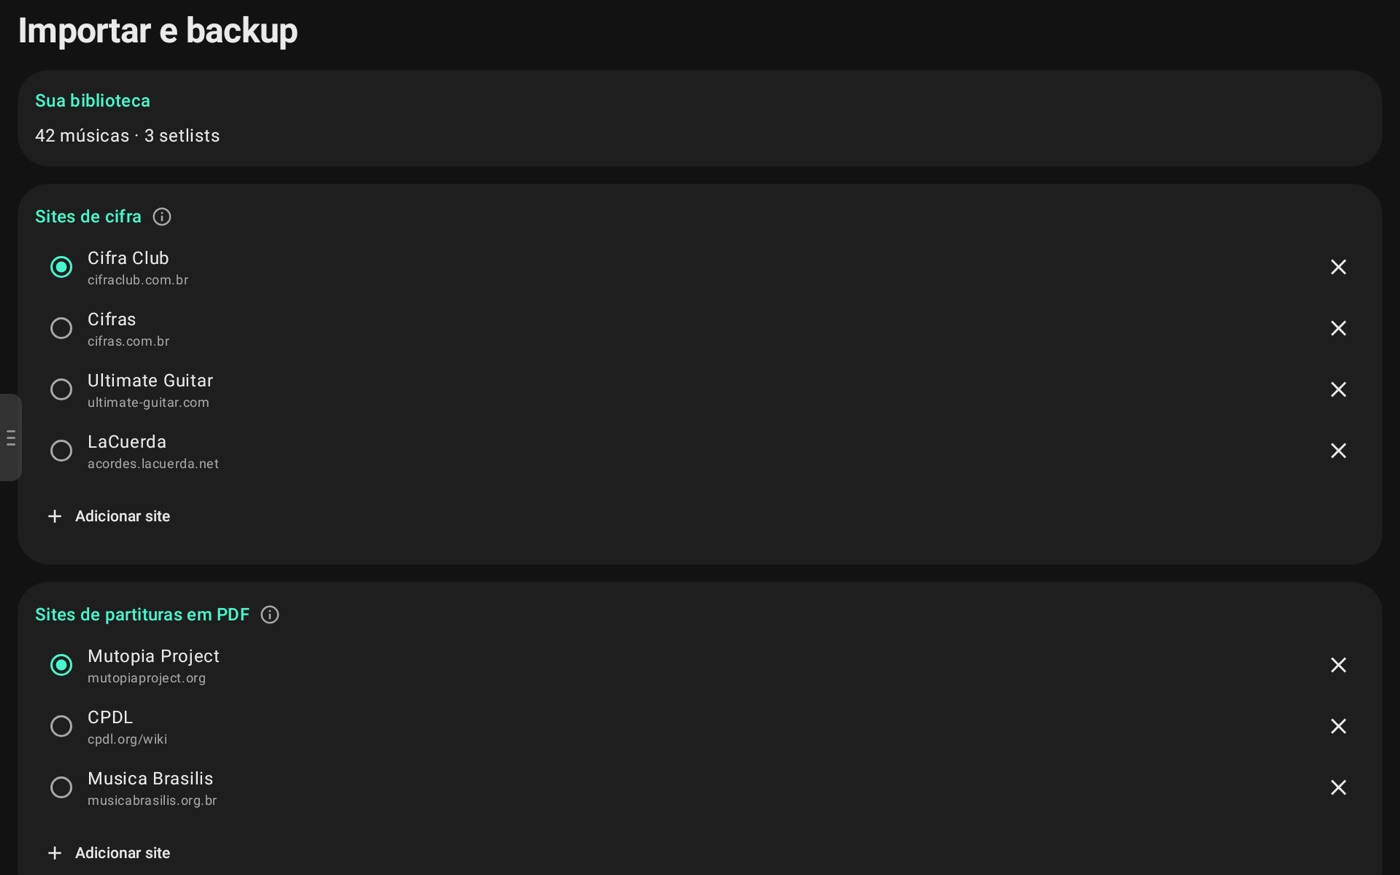 Importar e backup
Sua biblioteca
42 músicas · 3 setlists
Sites de cifra
Cifra Club
cifraclub.com.br
Cifras
cifras.com.br
Ultimate Guitar
ultimate-guitar.com
LaCuerda
acordes.lacuerda.net
Adicionar site
Sites de partituras em PDF
Mutopia Project
mutopiaproject.org
CPDL
cpdl.org/wiki
Musica Brasilis
musicabrasilis.org.br
Adicionar site